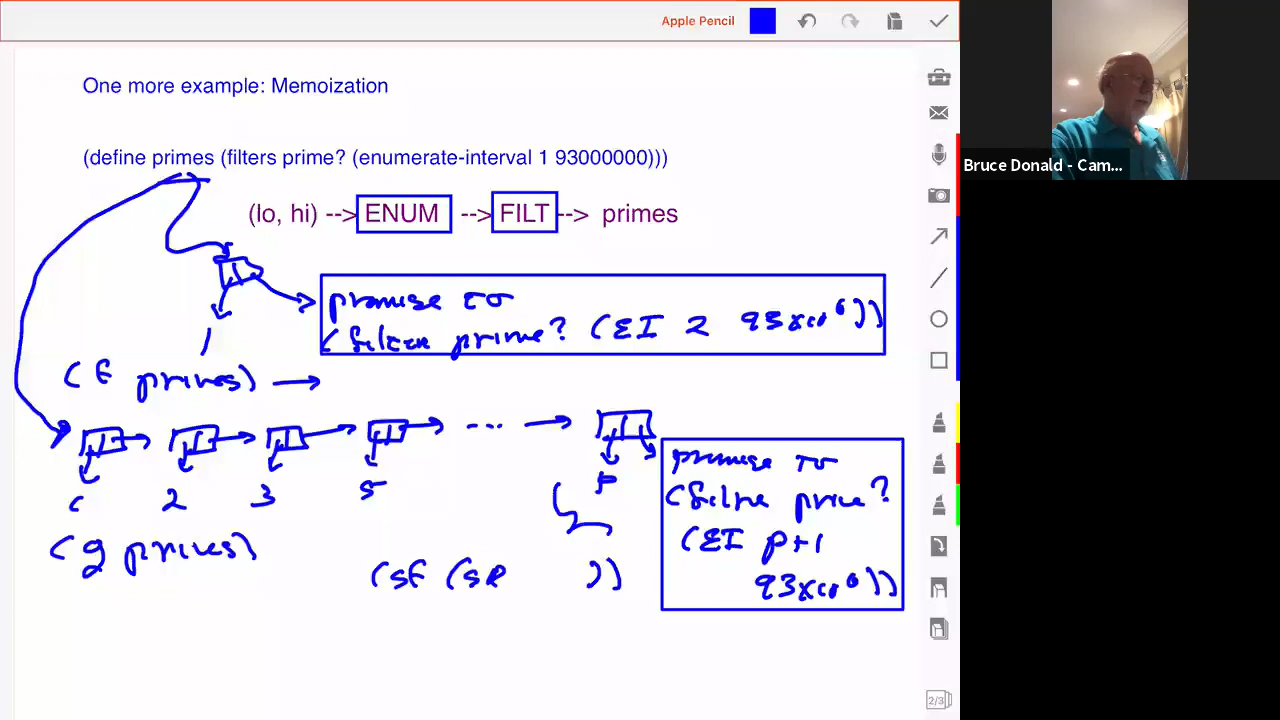 Apple Pencil
One more example: Memoization
(define primes (filters prime? (enumerate-interval 1 93000000)))
(lo, hi) --> ENUM --> FILT --> primes
promise to
(filter prime? (EI 2 93x10^6))
1
(f primes) →
1 2 3 5 ... P
promise to
(filter prime?
(EI p+1
93x10^6))
(g primes)
(SF (SR ))
Bruce Donald - Cam...
2/3